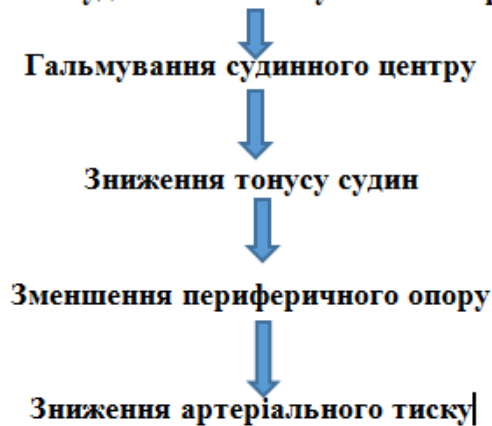 Гальмування судинного центру
Зниження тонусу судин
Зменшення периферичного опору
Зниження артеріального тиску